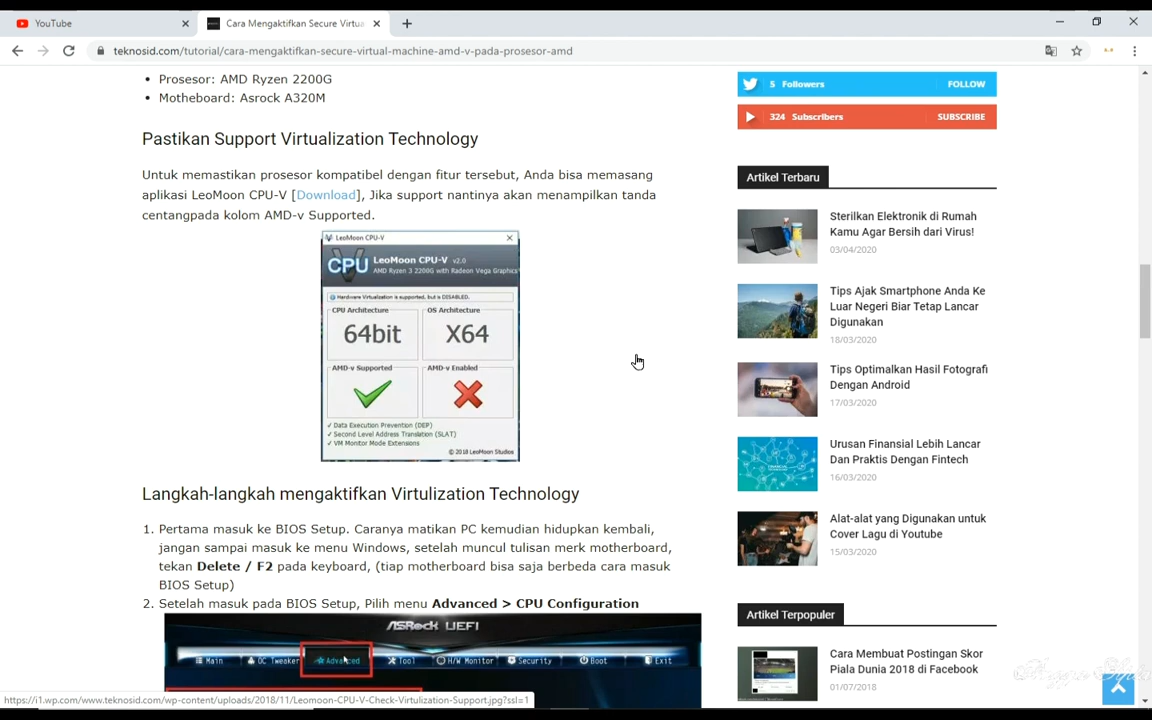 YouTube
Cara Mengaktifkan Secure Virtua
teknosid.com/tutorial/cara-mengaktifkan-secure-virtual-machine-amd-v-pada-prosesor-amd
Prosesor: AMD Ryzen 2200G
Motheboard: Asrock A320M
Pastikan Support Virtualization Technology
Untuk memastikan prosesor kompatibel dengan fitur tersebut, Anda bisa memasang
aplikasi LeoMoon CPU-V [Download], Jika support nantinya akan menampilkan tanda
centangpada kolom AMD-v Supported.
LeoMoon CPU-V
CPU
LeoMoon CPU-V v2.0
AMD Ryzen 3 2200G with Radeon Vega Graphics
Hardware Virtualization is supported, but is DISABLED.
CPU Architecture
OS Architecture
64bit
X64
AMD-v Supported
AMD-v Enabled
✓ Data Execution Prevention (DEP)
✓ Second Level Address Translation (SLAT)
✓ VM Monitor Mode Extensions
© 2018 LeoMoon Studios
Langkah-langkah mengaktifkan Virtulization Technology
1. Pertama masuk ke BIOS Setup. Caranya matikan PC kemudian hidupkan kembali,
jangan sampai masuk ke menu Windows, setelah muncul tulisan merk motherboard,
tekan Delete / F2 pada keyboard, (tiap motherboard bisa saja berbeda cara masuk
BIOS Setup)
2. Setelah masuk pada BIOS Setup, Pilih menu Advanced > CPU Configuration
ASRock UEFI
Main
OC Tweaker
Advanced
Tool
H/W Monitor
Security
Boot
Exit
https://i1.wp.com/www.teknosid.com/wp-content/uploads/2018/11/Leomoon-CPU-V-Check-Virtulization-Support.jpg?ssl=1
5 Followers
FOLLOW
324 Subscribers
SUBSCRIBE
Artikel Terbaru
Sterilkan Elektronik di Rumah
Kamu Agar Bersih dari Virus!
03/04/2020
Tips Ajak Smartphone Anda Ke
Luar Negeri Biar Tetap Lancar
Digunakan
18/03/2020
Tips Optimalkan Hasil Fotografi
Dengan Android
17/03/2020
Urusan Finansial Lebih Lancar
Dan Praktis Dengan Fintech
16/03/2020
Alat-alat yang Digunakan untuk
Cover Lagu di Youtube
15/03/2020
Artikel Terpopuler
Cara Membuat Postingan Skor
Piala Dunia 2018 di Facebook
01/07/2018